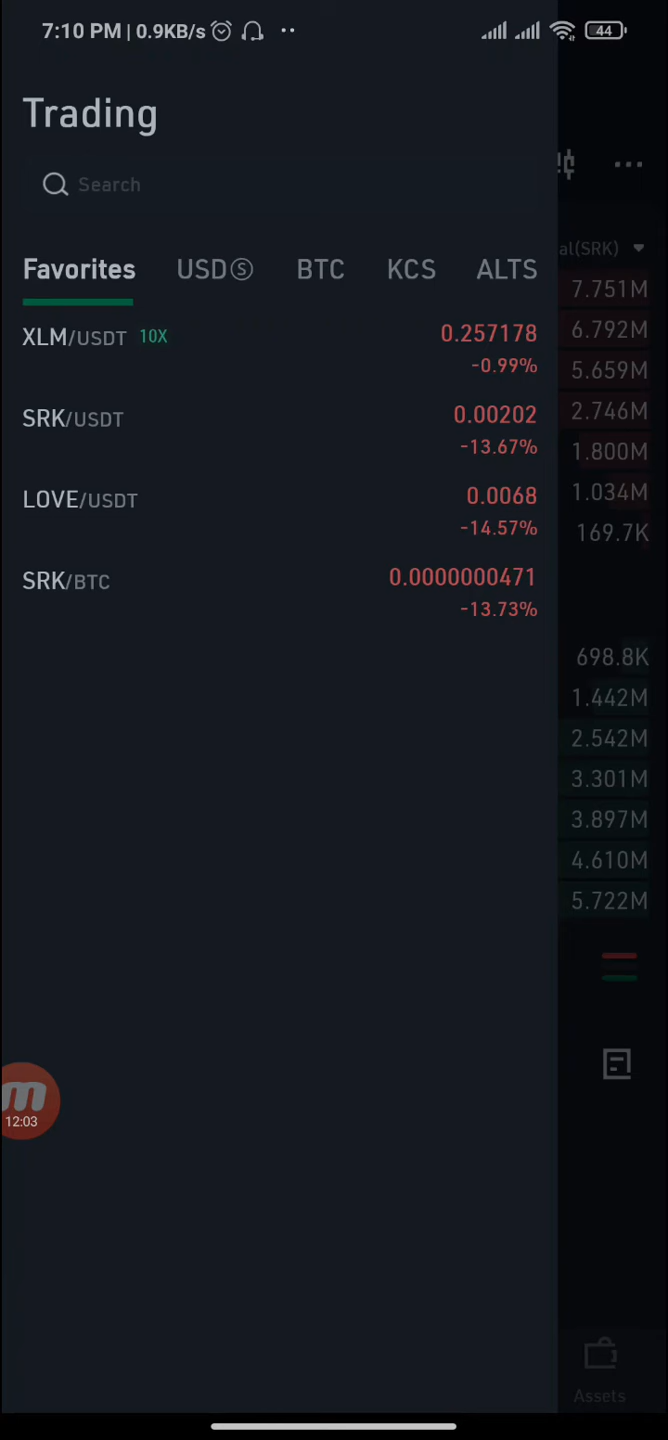 7:10 PM | 0.9KB/s 44
Trading
Search
Favorites USDⓈ BTC KCS ALTS
al(SRK)
7.751M
XLM/USDT 10X 0.257178
6.792M
-0.99%
5.659M
SRK/USDT 0.00202
2.746M
-13.67%
1.800M
LOVE/USDT 0.0068
1.034M
-14.57%
169.7K
SRK/BTC 0.0000000471
-13.73%
698.8K
1.442M
2.542M
3.301M
3.897M
4.610M
5.722M
m
12:03
Assets